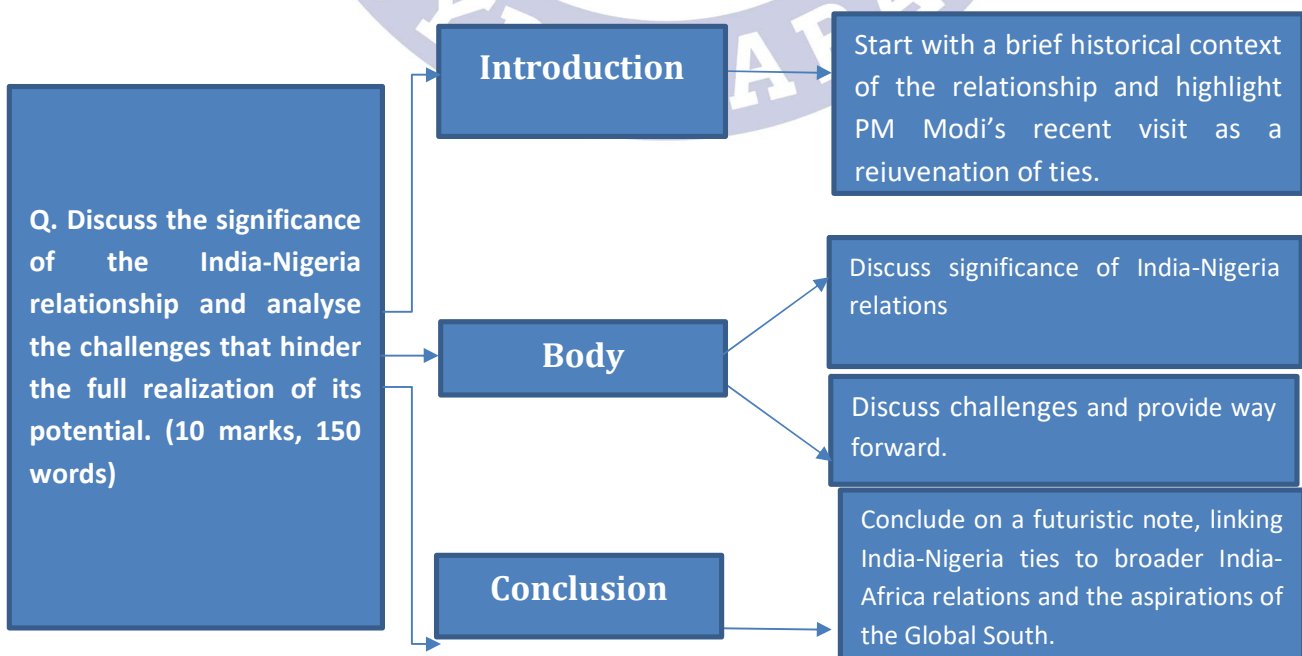 Q. Discuss the significance
of the India-Nigeria
relationship and analyse
the challenges that hinder
the full realization of its
potential. (10 marks, 150
words)
Introduction
Start with a brief historical context
of the relationship and highlight
PM Modi's recent visit as a
rejuvenation of ties.
Body
Discuss significance of India-Nigeria
relations
Discuss challenges and provide way
forward.
Conclusion
Conclude on a futuristic note, linking
India-Nigeria ties to broader India-
Africa relations and the aspirations of
the Global South.